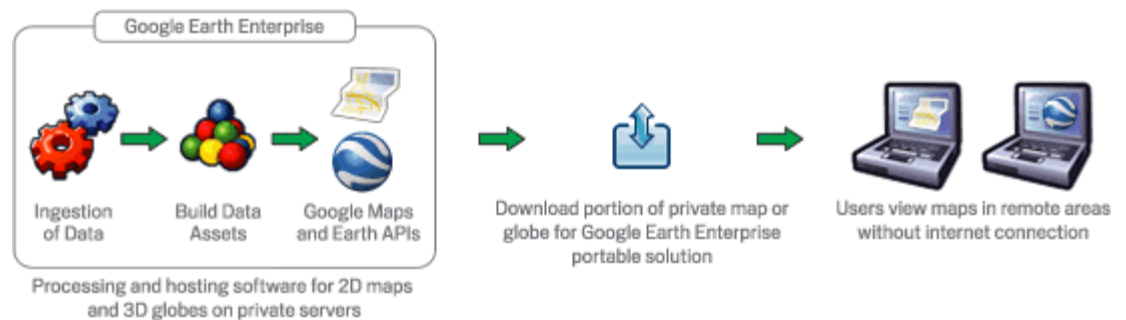 Google Earth Enterprise
Ingestion
of Data
Build Data
Assets
Google Maps
and Earth APIs
Processing and hosting software for 2D maps
and 3D globes on private servers
Download portion of private map or
globe for Google Earth Enterprise
portable solution
Users view maps in remote areas
without internet connection